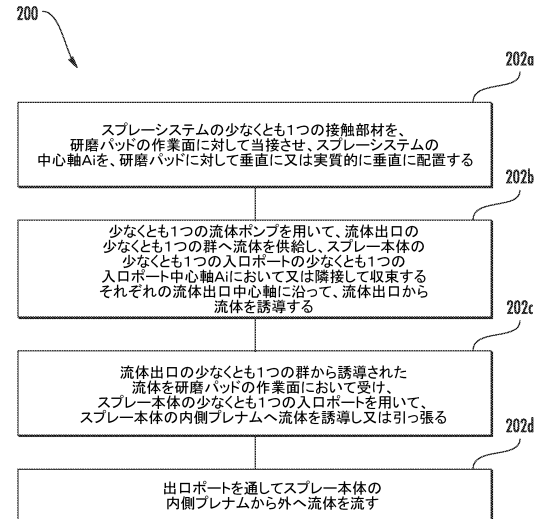 200
202a
スプレーシステムの少なくとも1つの接触部材を、
研磨パッドの作業面に対して当接させ、スプレーシステムの
中心軸Aiを、研磨パッドに対して垂直に又は実質的に垂直に配置する
202b
少なくとも1つの流体ポンプを用いて、流体出口の
少なくとも1つの群へ流体を供給し、スプレー本体の
少なくとも1つの入口ポートの少なくとも1つの
入口ポート中心軸Aiにおいて又は隣接して収束する
それぞれの流体出口中心軸に沿って、流体出口から
流体を誘導する
202c
流体出口の少なくとも1つの群から誘導された
流体を研磨パッドの作業面において受け、
スプレー本体の少なくとも1つの入口ポートを用いて、
スプレー本体の内側プレナムへ流体を誘導し又は引っ張る
202d
出口ポートを通してスプレー本体の
内側プレナムから外へ流体を流す